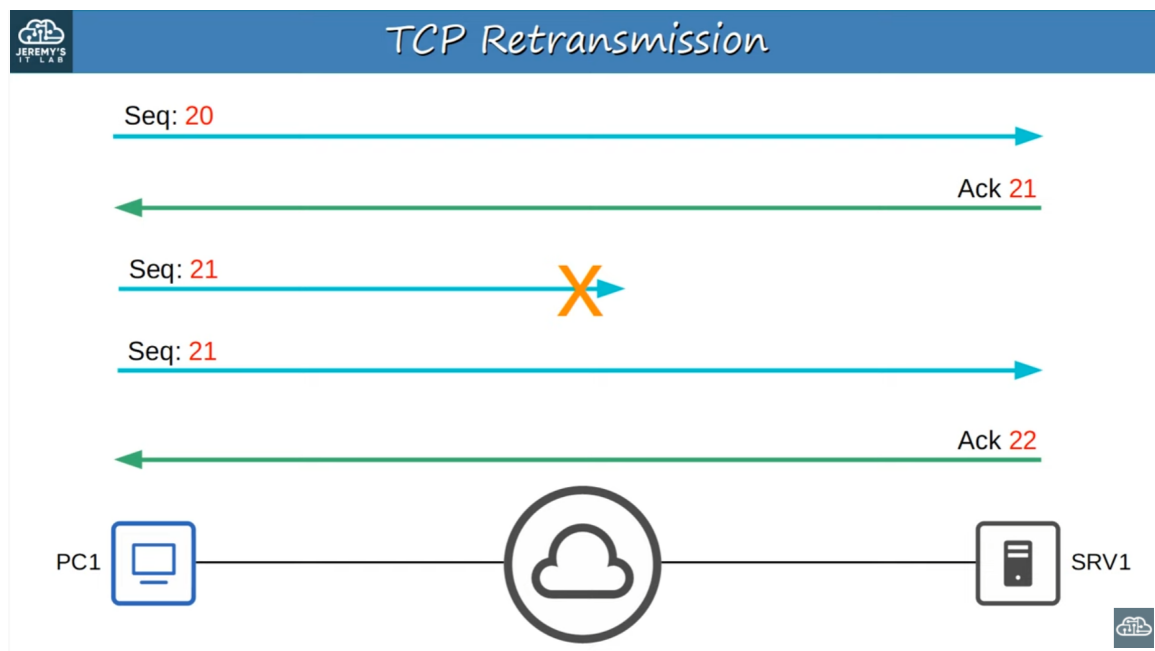 JEREMY'S
IT LAB
TCP Retransmission
Seq: 20
Ack 21
Seq: 21
X
Seq: 21
Ack 22
PC1
SRV1